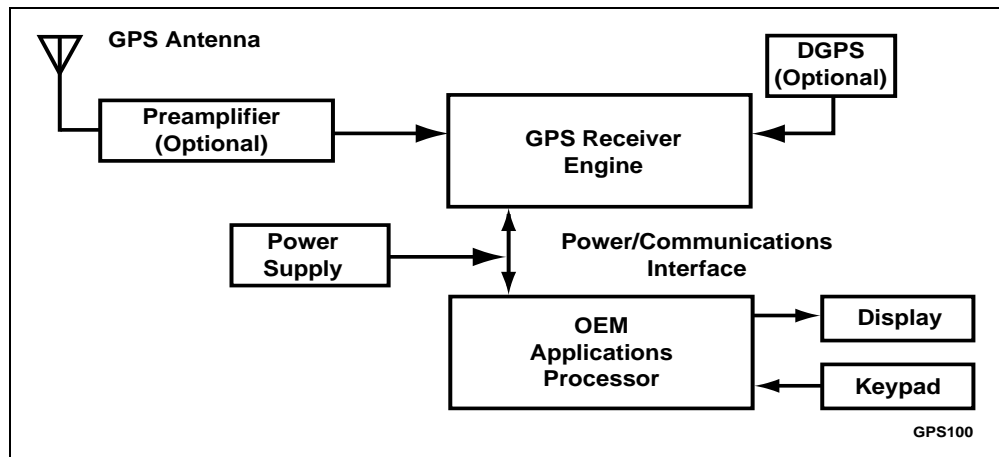 GPS Antenna
DGPS
(Optional)
Preamplifier
(Optional)
GPS Receiver
Engine
Power
Supply
Power/Communications
Interface
OEM
Applications
Processor
Display
Keypad
GPS100